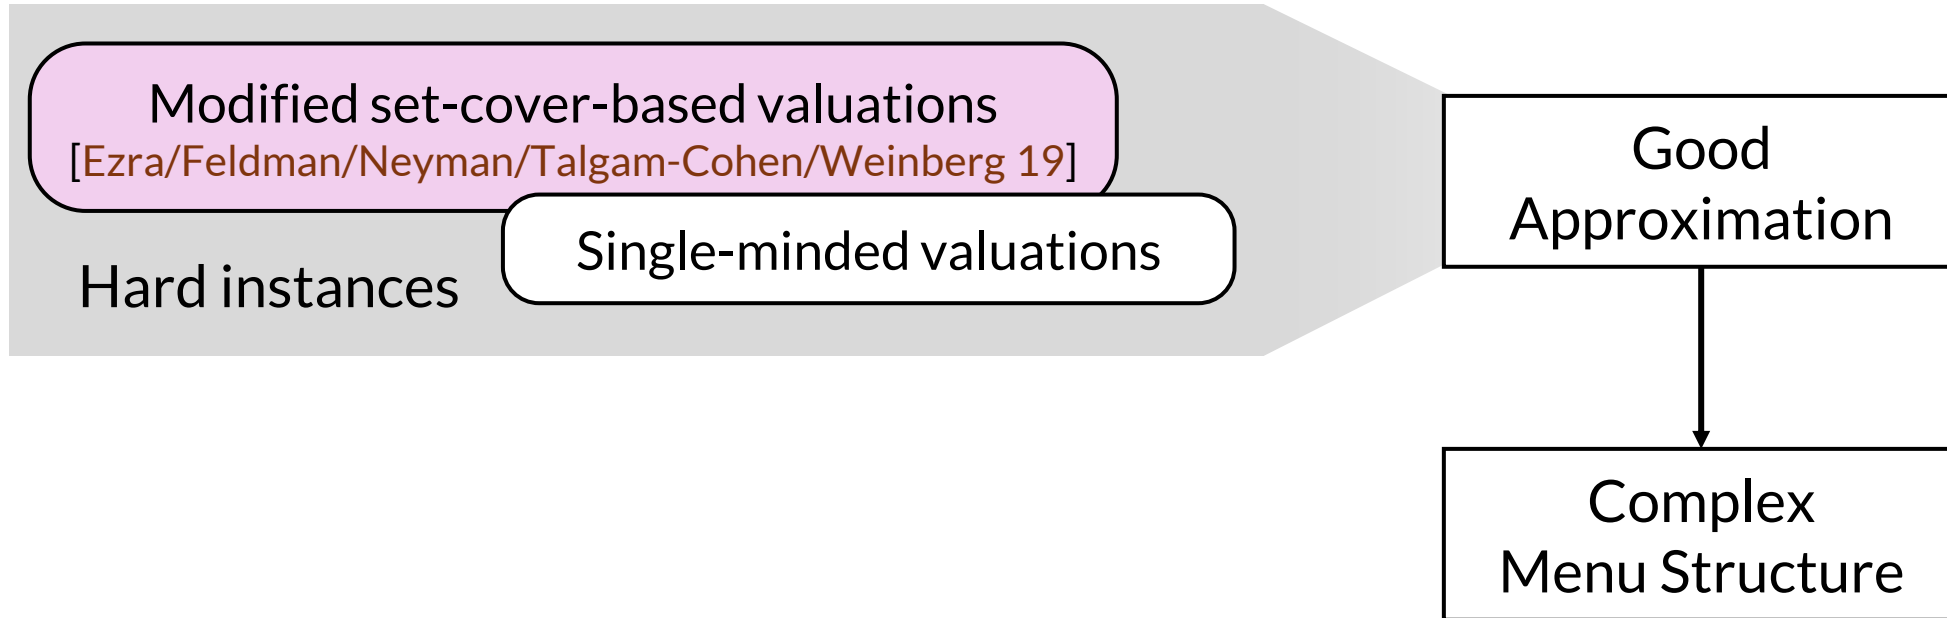 Modified set-cover-based valuations
[Ezra/Feldman/Neyman/Talgam-Cohen/Weinberg 19]
Single-minded valuations
Hard instances
Good
Approximation
Complex
Menu Structure